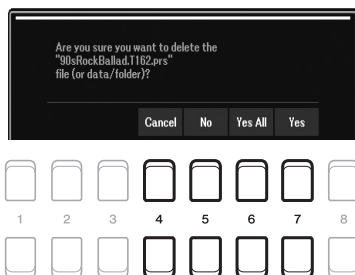 Are you sure you want to delete the
"90sRockBallad.T162.prs"
file (or data/folder)?
Cancel No Yes All Yes
1 2 3 4 5 6 7 8